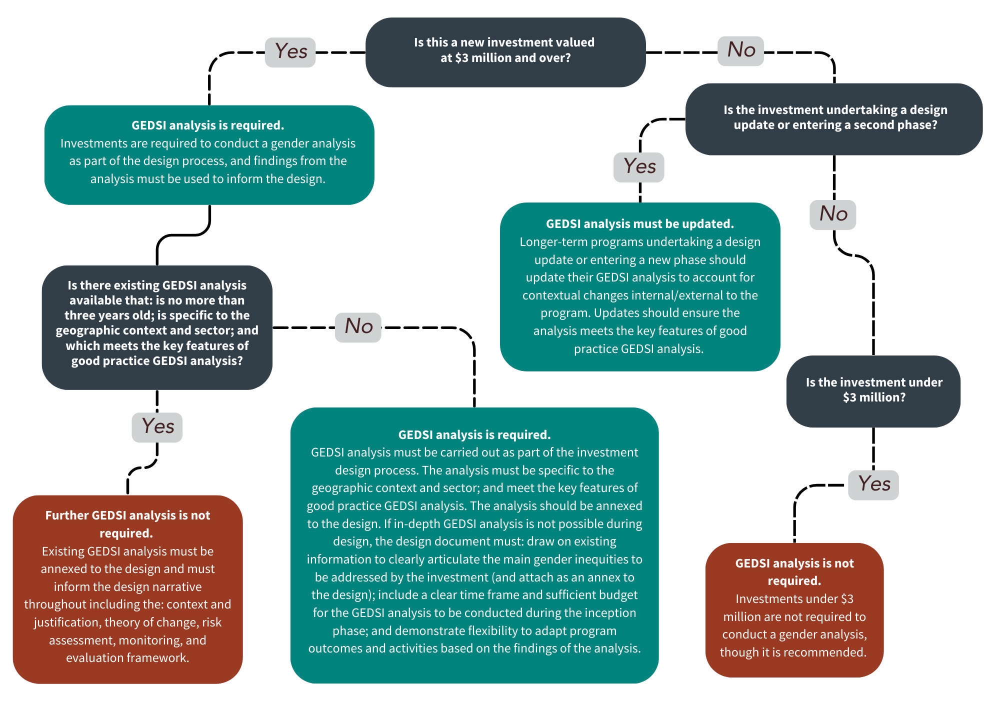 Is this a new investment valued
at $3 million and over?
Yes
No
GEDSI analysis is required.
Investments are required to conduct a gender analysis
as part of the design process, and findings from the
analysis must be used to inform the design.
Is the investment undertaking a design
update or entering a second phase?
Yes
No
GEDSI analysis must be updated.
Longer-term programs undertaking a design
update or entering a new phase should
update their GEDSI analysis to account for
contextual changes internal/external to the
program. Updates should ensure the
analysis meets the key features of good
practice GEDSI analysis.
Is there existing GEDSI analysis
available that: is no more than
three years old; is specific to the
geographic context and sector; and
which meets the key features of
good practice GEDSI analysis?
No
Yes
Is the investment under
$3 million?
Yes
Further GEDSI analysis is not
required.
Existing GEDSI analysis must be
annexed to the design and must
inform the design narrative
throughout including the: context and
justification, theory of change, risk
assessment, monitoring, and
evaluation framework.
GEDSI analysis is required.
GEDSI analysis must be carried out as part of the investment
design process. The analysis must be specific to the
geographic context and sector; and meet the key features of
good practice GEDSI analysis. The analysis should be annexed
to the design. If in-depth GEDSI analysis is not possible during
design, the design document must: draw on existing
information to clearly articulate the main gender inequities to
be addressed by the investment (and attach as an annex to
the design); include a clear time frame and sufficient budget
for the GEDSI analysis to be conducted during the inception
phase; and demonstrate flexibility to adapt program
outcomes and activities based on the findings of the analysis.
GEDSI analysis is not
required.
Investments under $3
million are not required to
conduct a gender analysis,
though it is recommended.